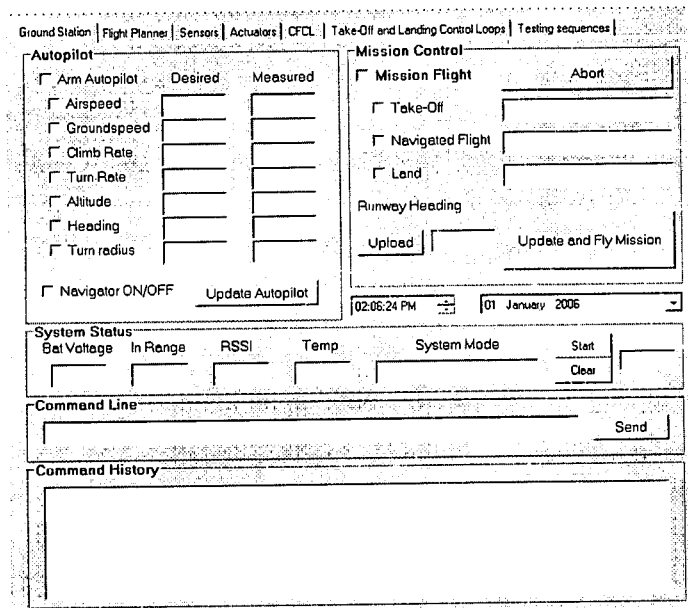 Ground Station Flight Planner Sensors Actuators CFCL Take-Off and Landing Control Loops Testing sequences
Autopilot
Arm Autopilot Desired Measured
Airspeed
Groundspeed
Climb Rate
Turn Rate
Altitude
Heading
Turn radius
Navigator ON/OFF Update Autopilot
Mission Control
Mission Flight Abort
Take-Off
Navigated Flight
Land
Runway Heading
Upload Update and Fly Mission
02:06:24 PM 01 January 2006
System Status
Bat Voltage In Range RSSI Temp System Mode Start
Clear
Command Line
Send
Command History